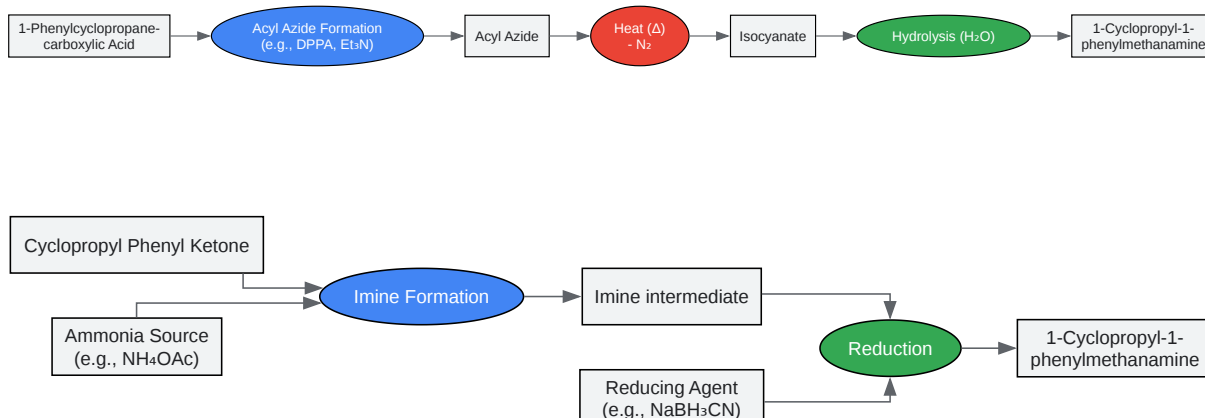 1-Phenylcyclopropane-
carboxylic Acid
Acyl Azide Formation
(e.g., DPPA, Et₃N)
Acyl Azide
Heat (Δ)
- N₂
Isocyanate
Hydrolysis (H₂O)
1-Cyclopropyl-1-
phenylmethanamine
Cyclopropyl Phenyl Ketone
Ammonia Source
(e.g., NH₄OAc)
Imine Formation
Imine intermediate
Reducing Agent
(e.g., NaBH₃CN)
Reduction
1-Cyclopropyl-1-
phenylmethanamine